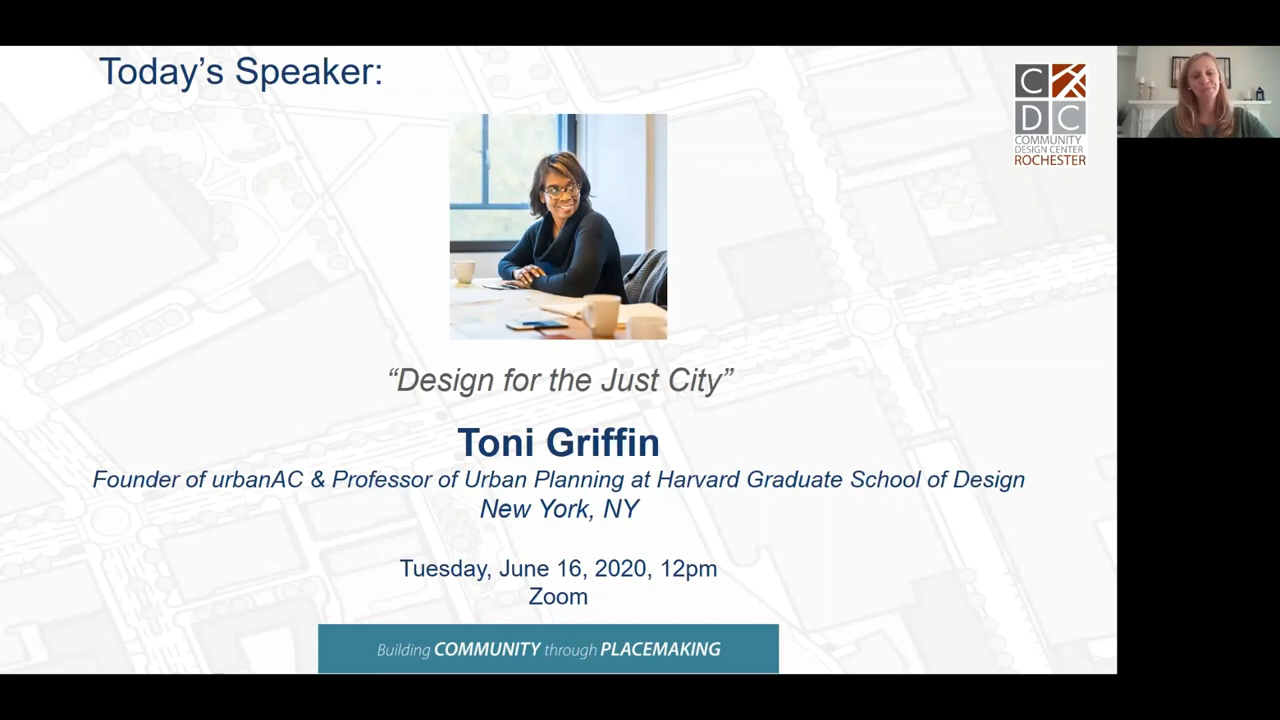 Today’s Speaker:
C
DC
COMMUNITY
DESIGN CENTER
ROCHESTER
“Design for the Just City”
Toni Griffin
Founder of urbanAC & Professor of Urban Planning at Harvard Graduate School of Design
New York, NY
Tuesday, June 16, 2020, 12pm
Zoom
Building COMMUNITY through PLACEMAKING